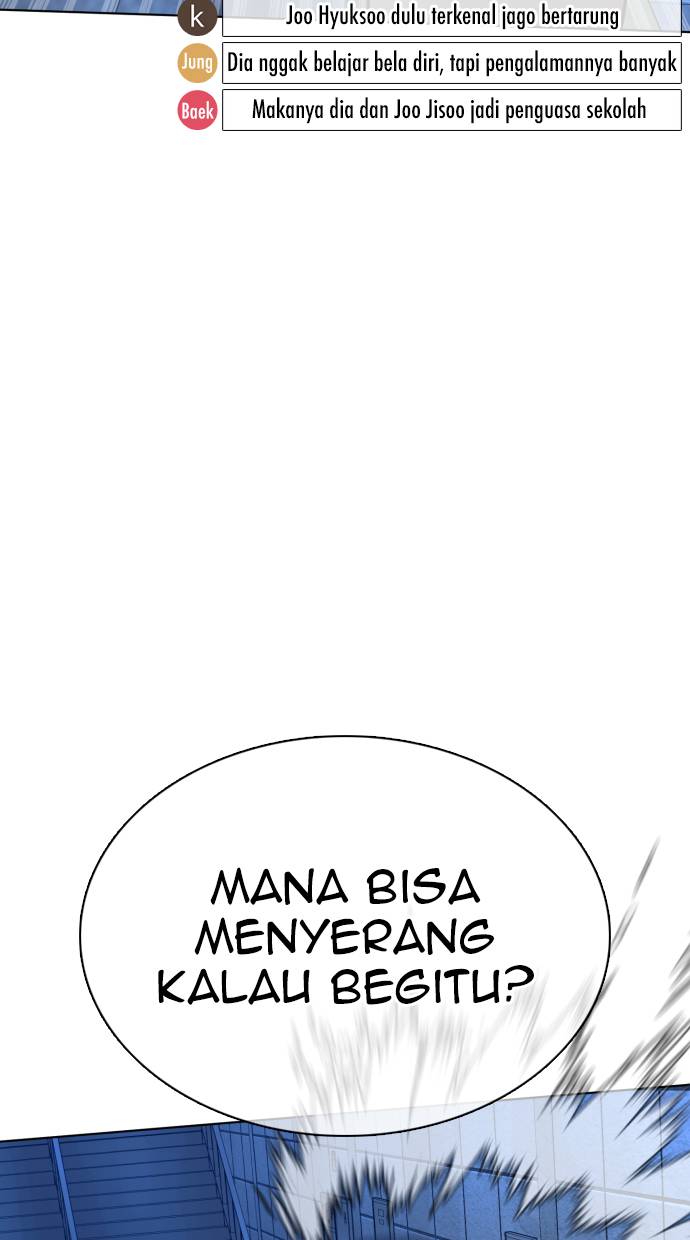 k
Joo Hyuksoo dulu terkenal jago bertarung
Jung
Dia nggak belajar bela diri, tapi pengalamannya banyak
Baek
Makanya dia dan Joo Jisoo jadi penguasa sekolah
MANA BISA
MENYERANG
KALAU BEGITU?